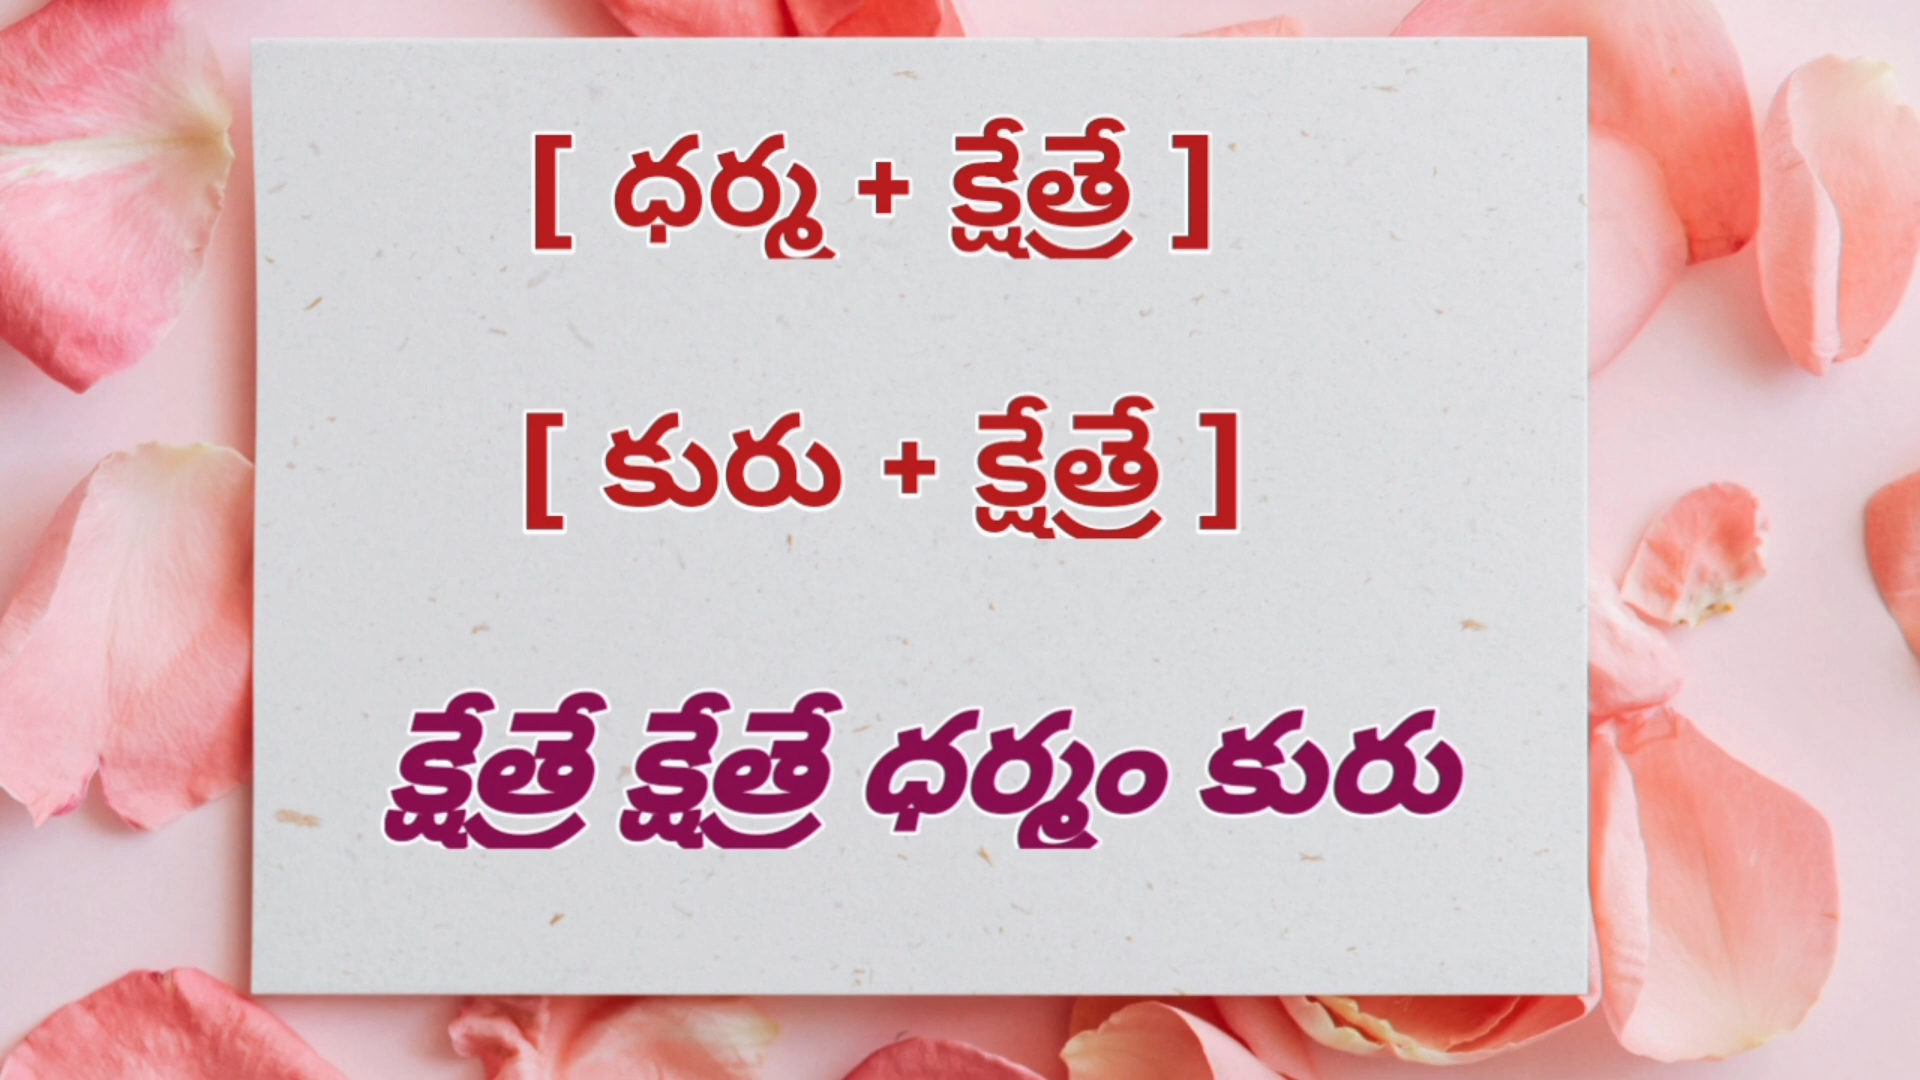 [ ధర్మ + క్షేత్రే ]
[ కురు + క్షేత్రే ]
క్షేత్రే క్షేత్రే ధర్మం కురు